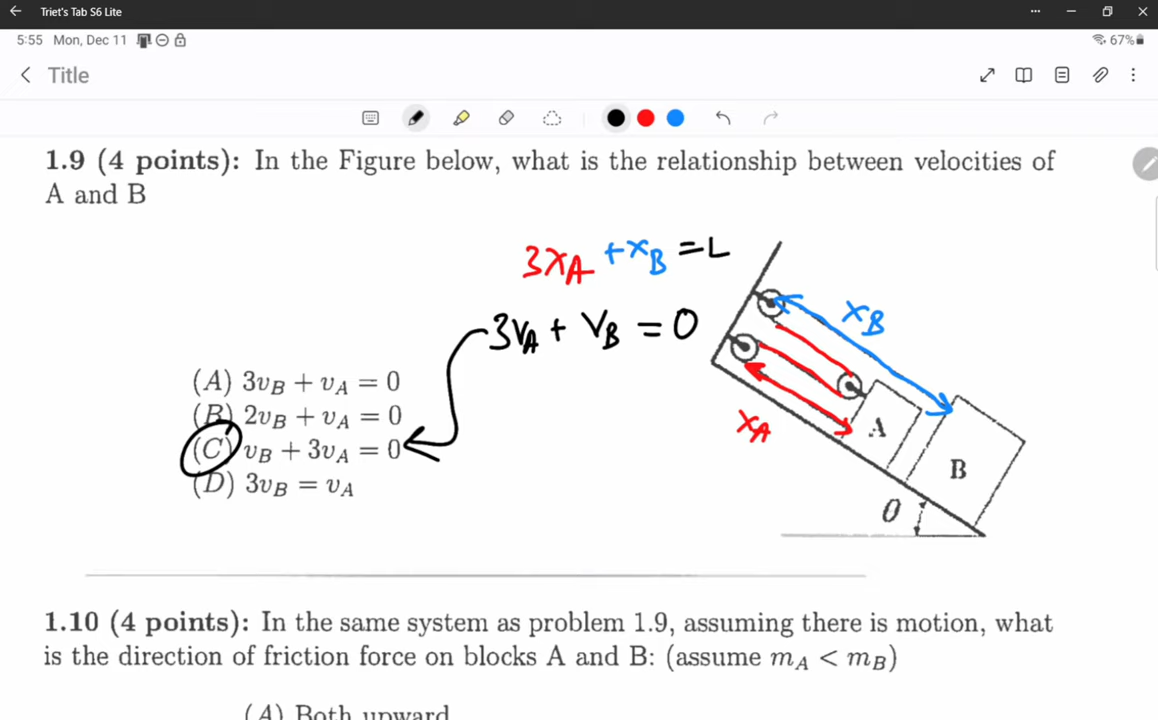 Triet's Tab S6 Lite
5:55 Mon, Dec 11
67%
Title
1.9 (4 points): In the Figure below, what is the relationship between velocities of
A and B
3xA + xB = L
3vA + vB = 0
xB
xA
A
B
θ
(A) 3vB + vA = 0
(B) 2vB + vA = 0
(C) vB + 3vA = 0
(D) 3vB = vA
1.10 (4 points): In the same system as problem 1.9, assuming there is motion, what
is the direction of friction force on blocks A and B: (assume mA < mB)
(A) Both upward